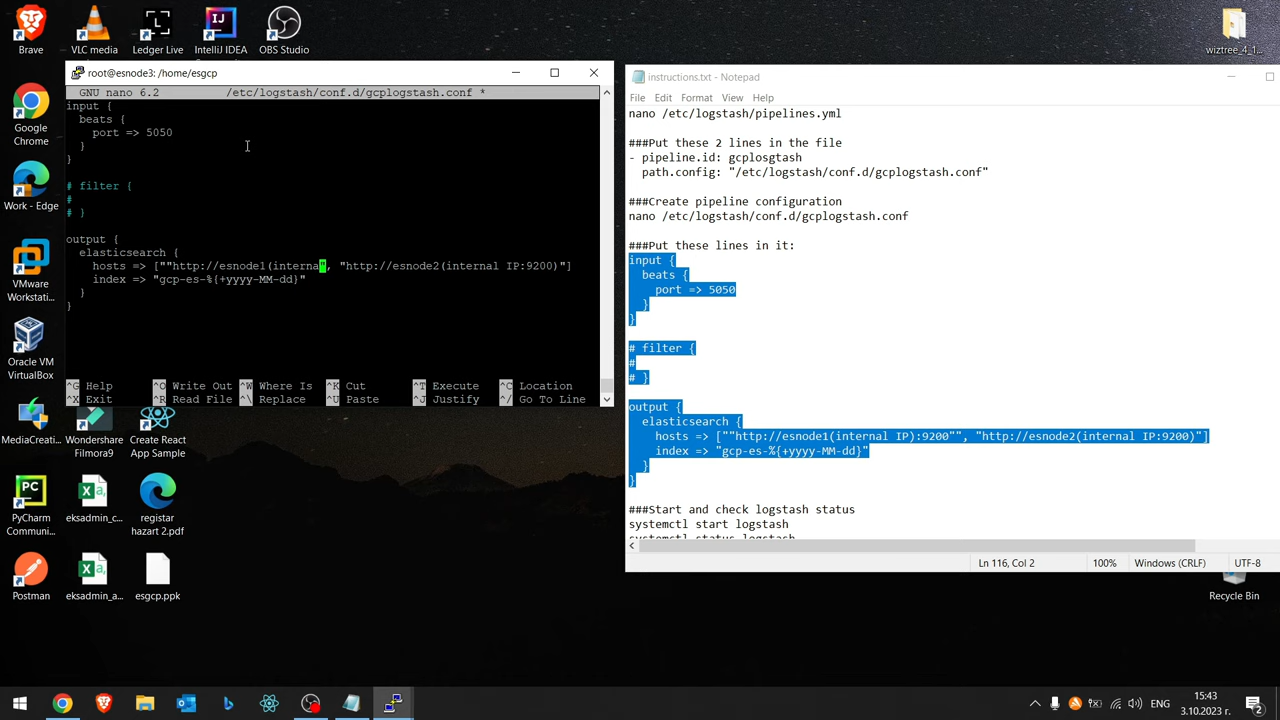 Brave
VLC media
Ledger Live
IntelliJ IDEA
OBS Studio
wiztree_4_1...
Google
Chrome
Work - Edge
VMware
Workstati...
Oracle VM
VirtualBox
MediaCreati...
Wondershare
Filmora9
Create React
App Sample
PyCharm
Communi...
eksadmin_c...
registar
hazart 2.pdf
Postman
eksadmin_a...
esgcp.ppk
Recycle Bin
root@esnode3: /home/esgcp
GNU nano 6.2 /etc/logstash/conf.d/gcplogstash.conf *
input {
beats {
port => 5050
}
}
# filter {
#
# }
output {
elasticsearch {
hosts => [""http://esnode1(interna", "http://esnode2(internal IP:9200)"]
index => "gcp-es-%{+yyyy-MM-dd}"
}
}
^G Help ^O Write Out ^W Where Is ^K Cut ^T Execute ^C Location
^X Exit ^R Read File ^\ Replace ^U Paste ^J Justify ^/ Go To Line
instructions.txt - Notepad
File Edit Format View Help
nano /etc/logstash/pipelines.yml
###Put these 2 lines in the file
- pipeline.id: gcplosgtash
path.config: "/etc/logstash/conf.d/gcplogstash.conf"
###Create pipeline configuration
nano /etc/logstash/conf.d/gcplogstash.conf
###Put these lines in it:
input {
beats {
port => 5050
}
}
# filter {
#
# }
output {
elasticsearch {
hosts => [""http://esnode1(internal IP):9200"", "http://esnode2(internal IP:9200)"]
index => "gcp-es-%{+yyyy-MM-dd}"
}
}
###Start and check logstash status
systemctl start logstash
systemctl status logstash
Ln 116, Col 2 100% Windows (CRLF) UTF-8
ENG
15:43
3.10.2023 г.
2